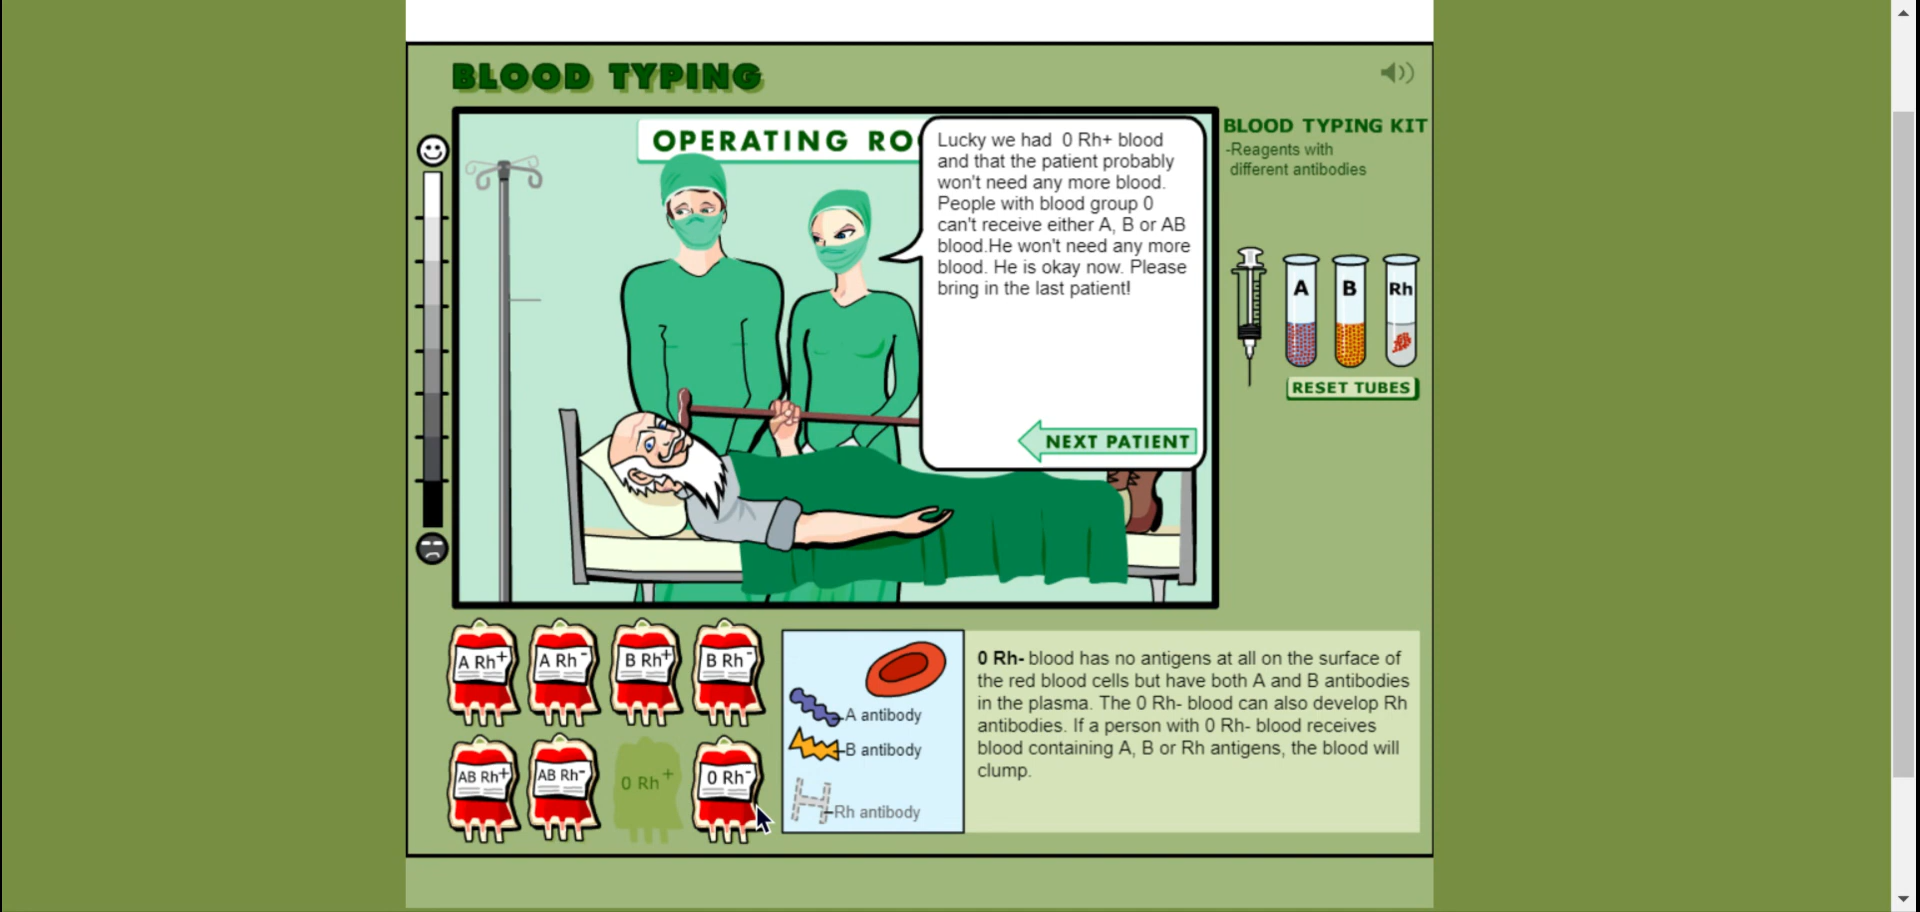 BLOOD TYPING
OPERATING RO
Lucky we had 0 Rh+ blood
and that the patient probably
won't need any more blood.
People with blood group 0
can't receive either A, B or AB
blood.He won't need any more
blood. He is okay now. Please
bring in the last patient!
NEXT PATIENT
BLOOD TYPING KIT
-Reagents with
different antibodies
A B Rh
RESET TUBES
A Rh+ A Rh- B Rh+ B Rh-
AB Rh+ AB Rh- 0 Rh+ 0 Rh-
A antibody
B antibody
Rh antibody
0 Rh- blood has no antigens at all on the surface of
the red blood cells but have both A and B antibodies
in the plasma. The 0 Rh- blood can also develop Rh
antibodies. If a person with 0 Rh- blood receives
blood containing A, B or Rh antigens, the blood will
clump.